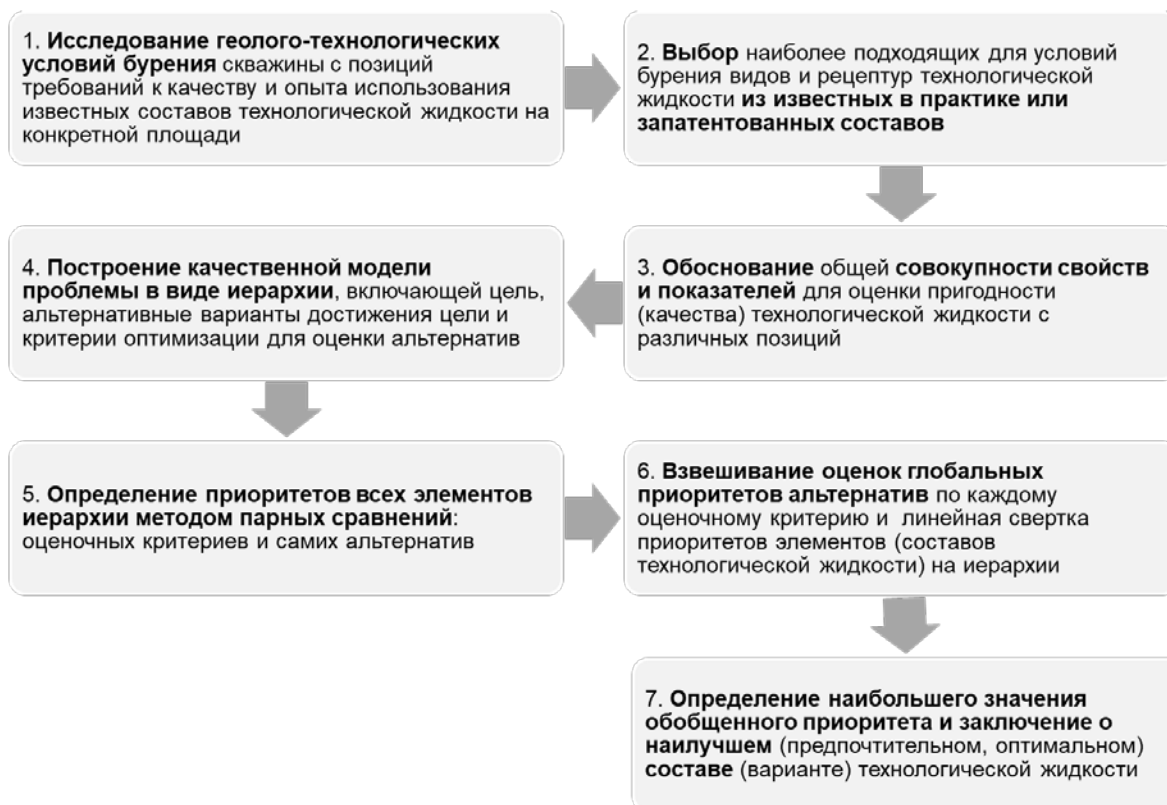 1. Исследование геолого-технологических
условий бурения скважины с позиций
требований к качеству и опыта использования
известных составов технологической жидкости на
конкретной площади
2. Выбор наиболее подходящих для условий
бурения видов и рецептур технологической
жидкости из известных в практике или
запатентованных составов
3. Обоснование общей совокупности свойств
и показателей для оценки пригодности
(качества) технологической жидкости с
различных позиций
4. Построение качественной модели
проблемы в виде иерархии, включающей цель,
альтернативные варианты достижения цели и
критерии оптимизации для оценки альтернатив
5. Определение приоритетов всех элементов
иерархии методом парных сравнений:
оценочных критериев и самих альтернатив
6. Взвешивание оценок глобальных
приоритетов альтернатив по каждому
оценочному критерию и линейная свертка
приоритетов элементов (составов
технологической жидкости) на иерархии
7. Определение наибольшего значения
обобщенного приоритета и заключение о
наилучшем (предпочтительном, оптимальном)
составе (варианте) технологической жидкости